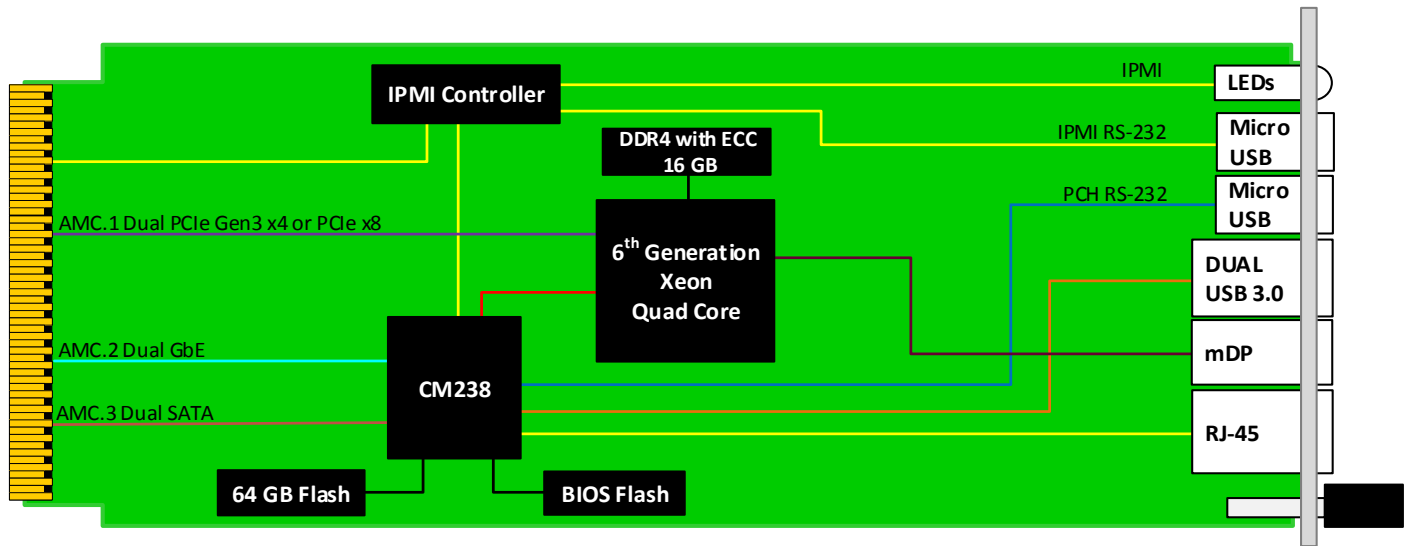 IPMI
LEDs
IPMI Controller
IPMI RS-232
Micro
USB
DDR4 with ECC
16 GB
PCH RS-232
Micro
USB
AMC.1 Dual PCIe Gen3 x4 or PCIe x8
6th Generation
Xeon
Quad Core
DUAL
USB 3.0
AMC.2 Dual GbE
mDP
CM238
AMC.3 Dual SATA
RJ-45
64 GB Flash
BIOS Flash